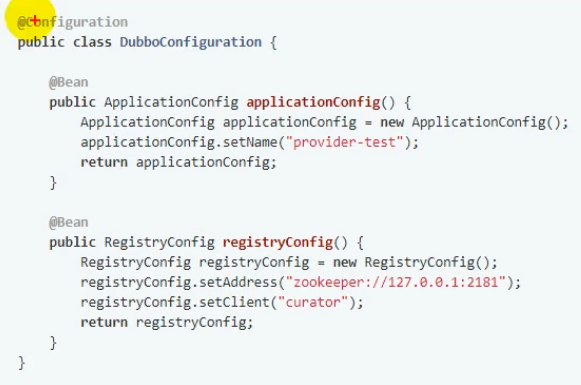 @Configuration
public class DubboConfiguration {
@Bean
public ApplicationConfig applicationConfig() {
ApplicationConfig applicationConfig = new ApplicationConfig();
applicationConfig.setName("provider-test");
return applicationConfig;
}
@Bean
public RegistryConfig registryConfig() {
RegistryConfig registryConfig = new RegistryConfig();
registryConfig.setAddress("zookeeper://127.0.0.1:2181");
registryConfig.setClient("curator");
return registryConfig;
}
}